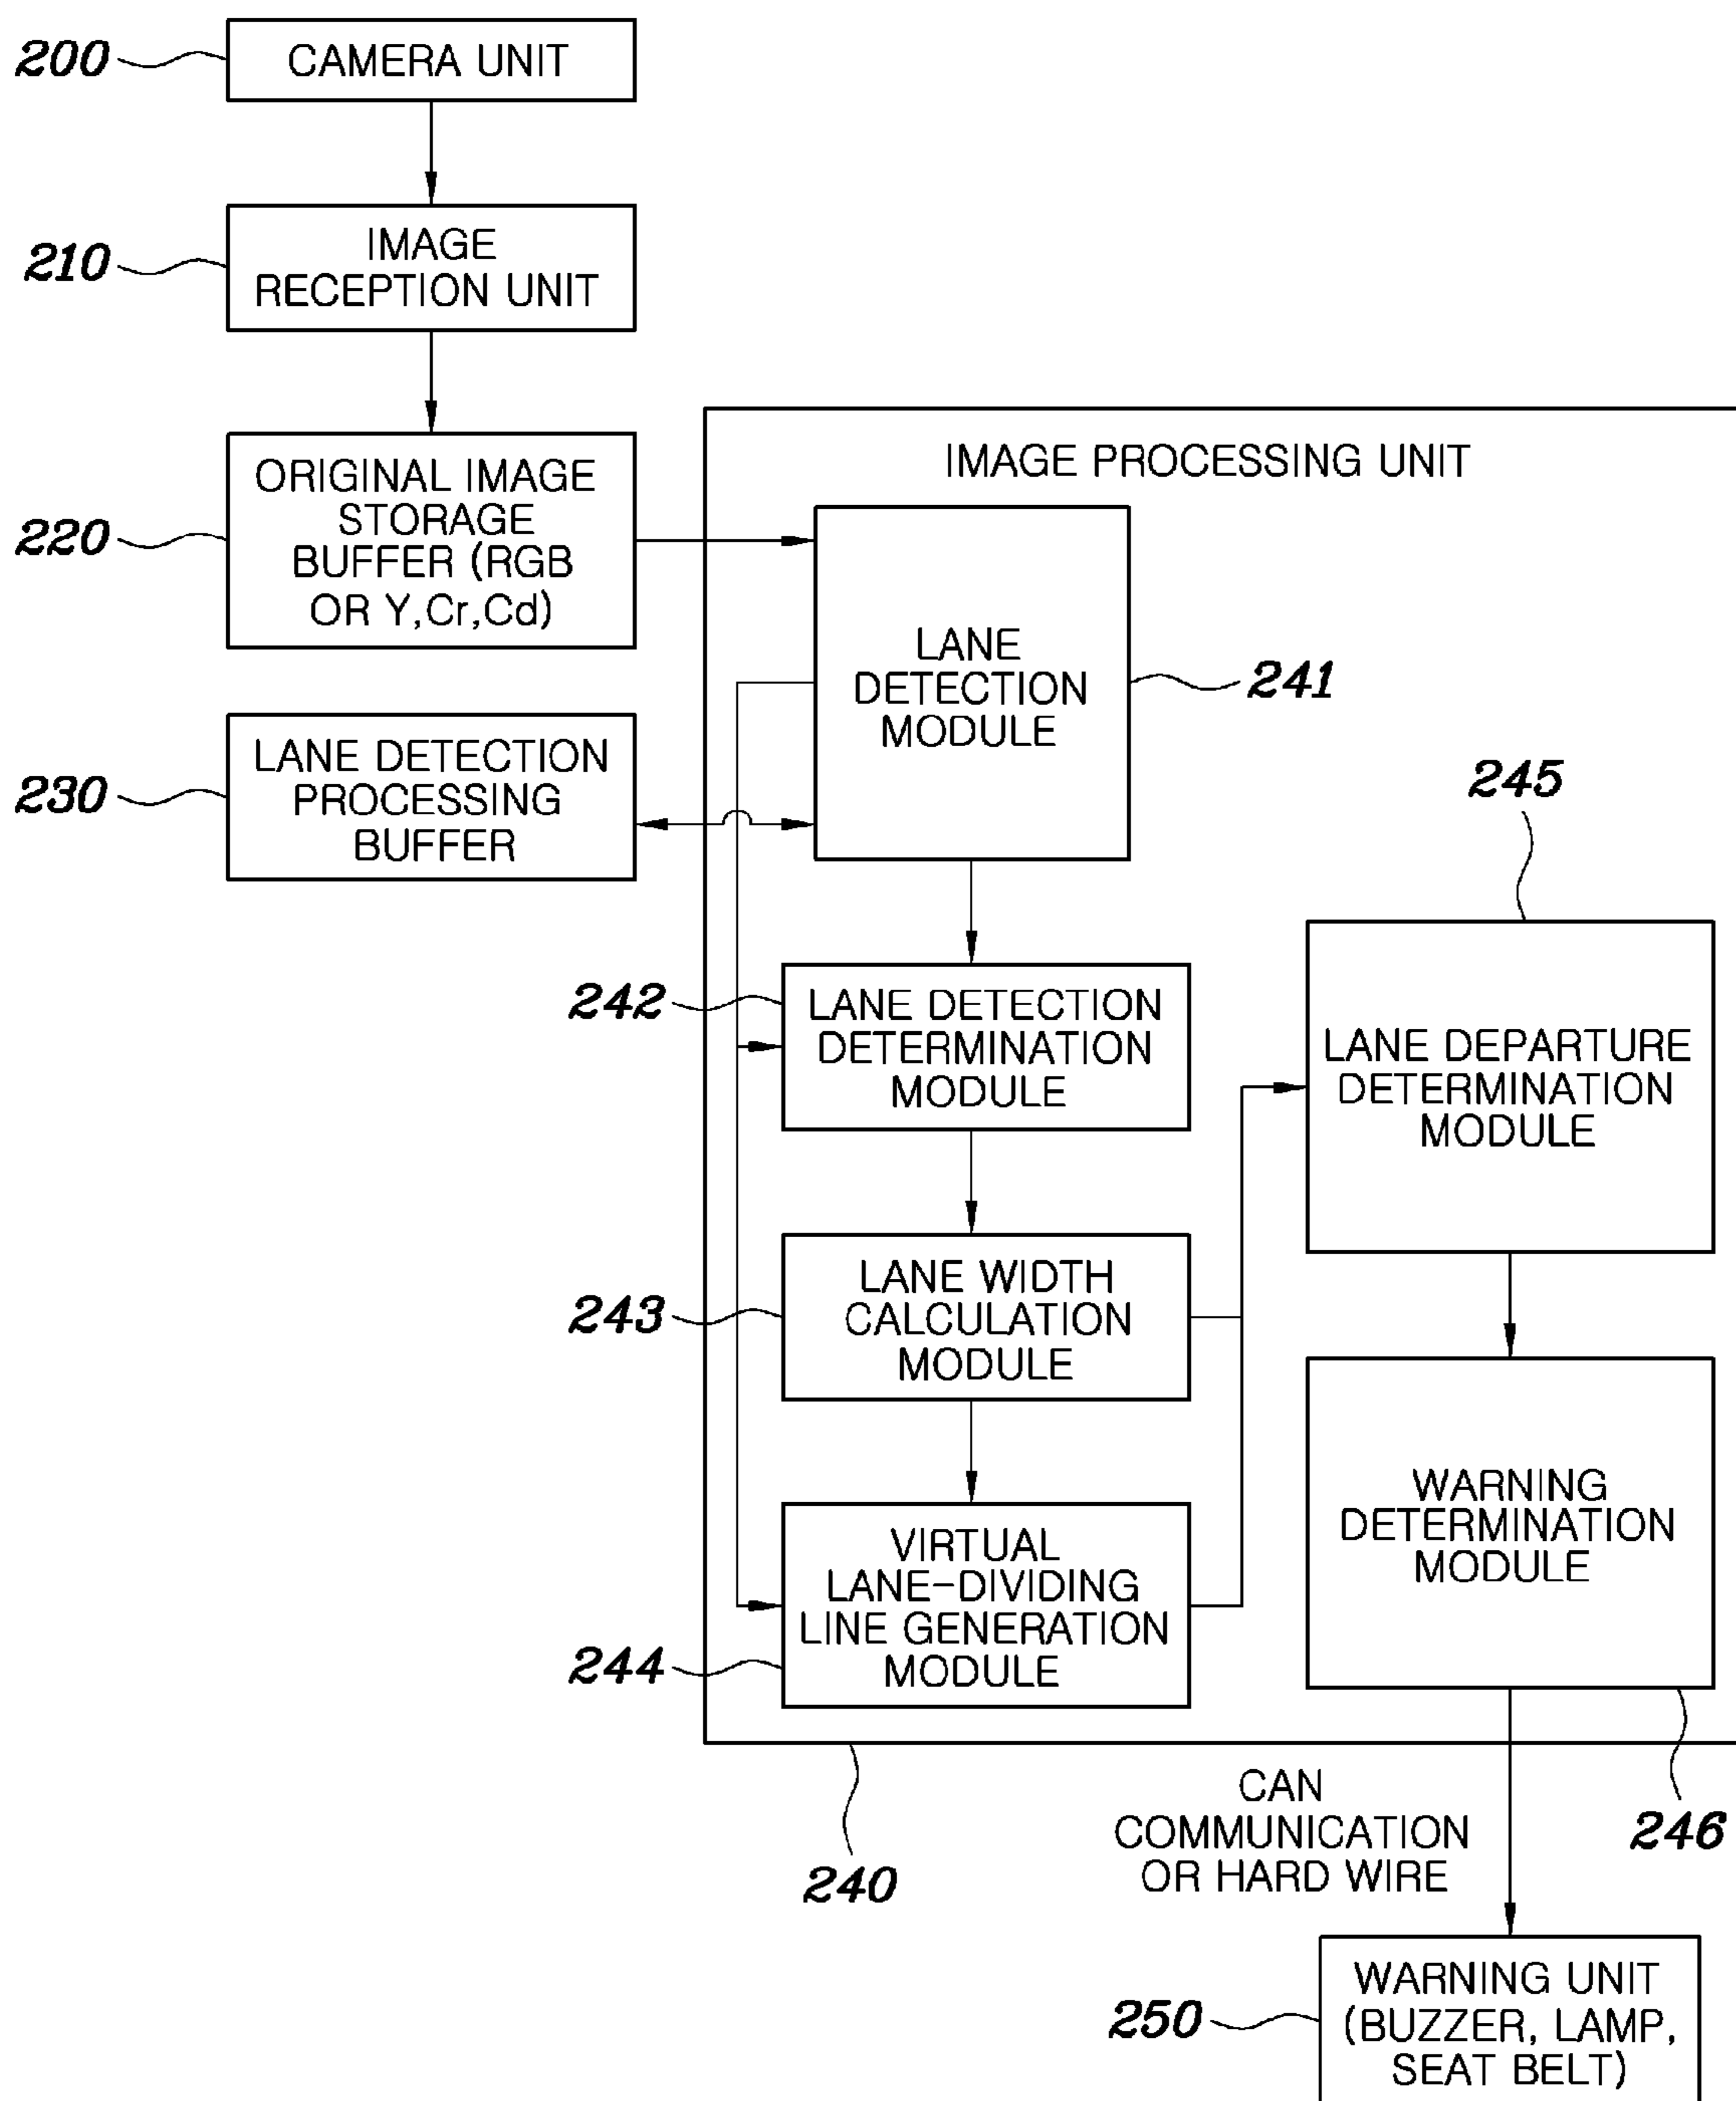 200
CAMERA UNIT
210
IMAGE
RECEPTION UNIT
220
ORIGINAL IMAGE
STORAGE
BUFFER (RGB
OR Y,Cr,Cd)
230
LANE DETECTION
PROCESSING
BUFFER
IMAGE PROCESSING UNIT
LANE
DETECTION
MODULE
241
242
LANE DETECTION
DETERMINATION
MODULE
243
LANE WIDTH
CALCULATION
MODULE
244
VIRTUAL
LANE-DIVIDING
LINE GENERATION
MODULE
245
LANE DEPARTURE
DETERMINATION
MODULE
WARNING
DETERMINATION
MODULE
246
240
CAN
COMMUNICATION
OR HARD WIRE
250
WARNING UNIT
(BUZZER, LAMP,
SEAT BELT)